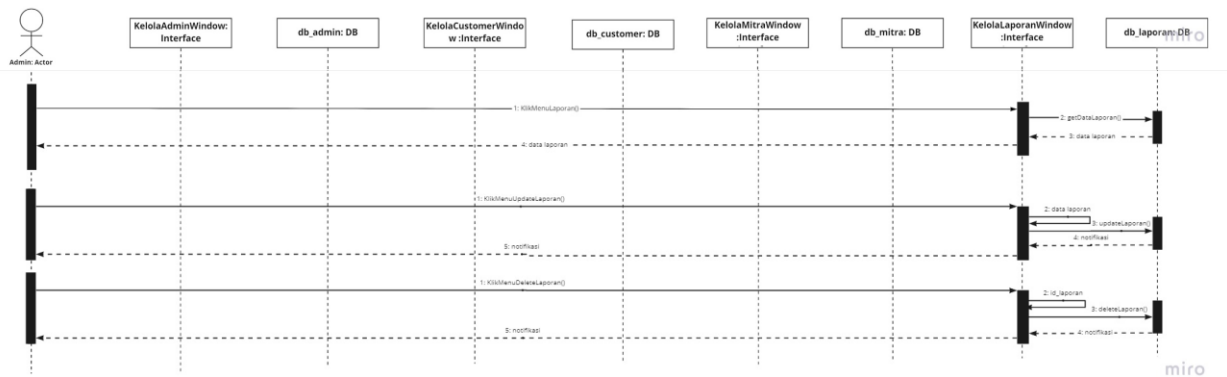 KelolaAdminWindow:
Interface
db_admin: DB
KelolaCustomerWindo
w :Interface
db_customer: DB
KelolaMitraWindow
:Interface
db_mitra: DB
KelolaLaporanWindow
:Interface
db_laporan: DB
miro
Admin: Actor
1: KlikMenuLaporan()
2: getDataLaporan()
3: data laporan
4: data laporan
1: KlikMenuUpdateLaporan()
2: data laporan
3: updateLaporan()
4: notifikasi
5: notifikasi
1: KlikMenuDeleteLaporan()
2: id_laporan
3: deleteLaporan()
4: notifikasi
5: notifikasi
miro